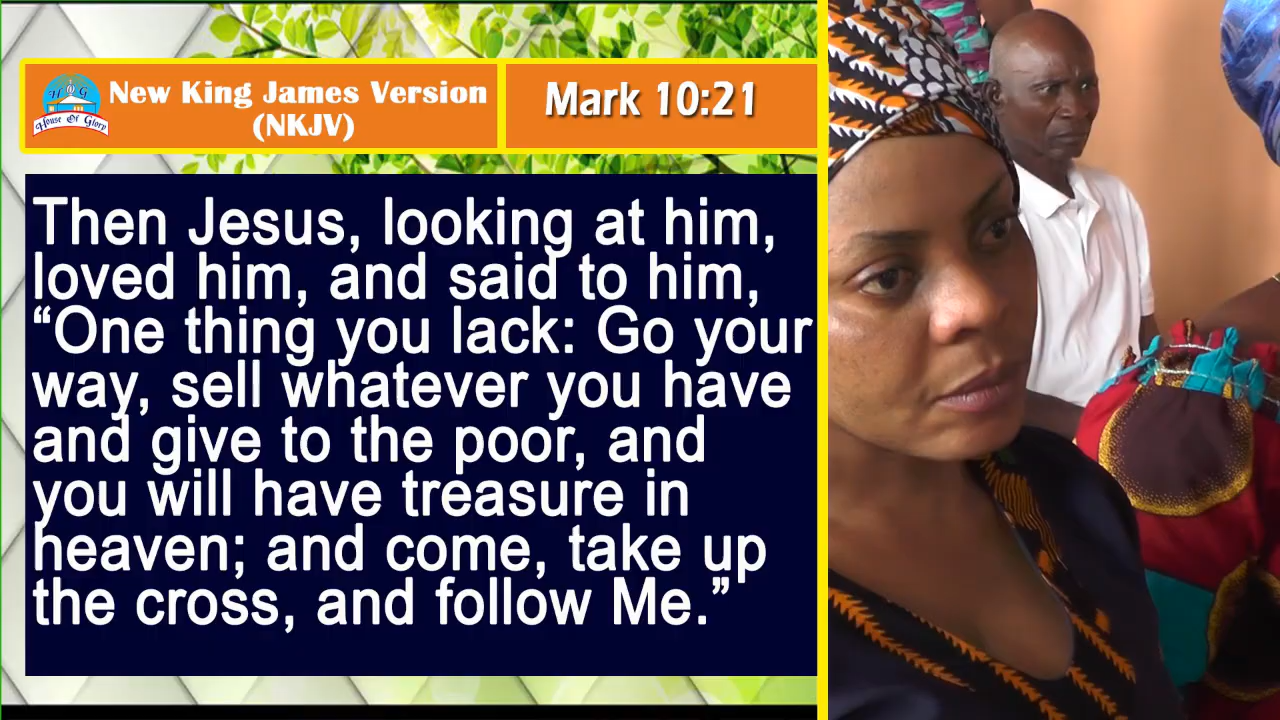 H G
House Of Glory
New King James Version
(NKJV)
Mark 10:21
Then Jesus, looking at him,
loved him, and said to him,
“One thing you lack: Go your
way, sell whatever you have
and give to the poor, and
you will have treasure in
heaven; and come, take up
the cross, and follow Me.”